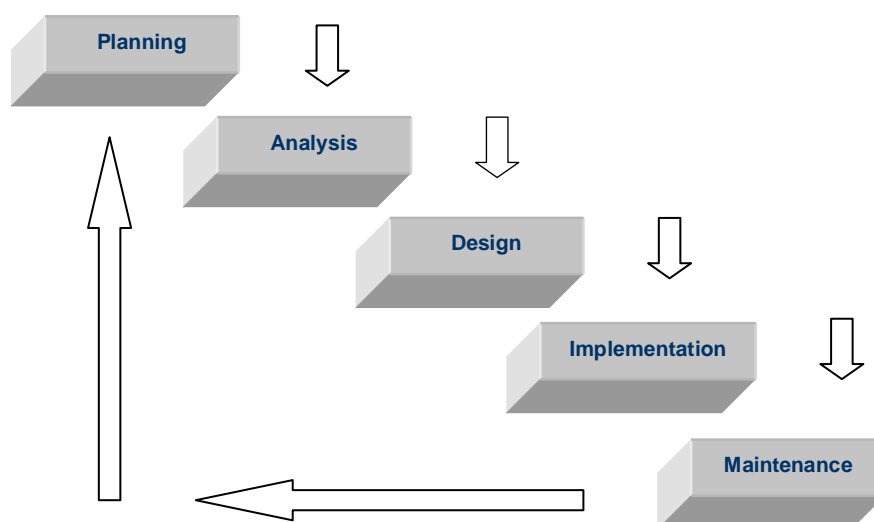 Planning
Analysis
Design
Implementation
Maintenance